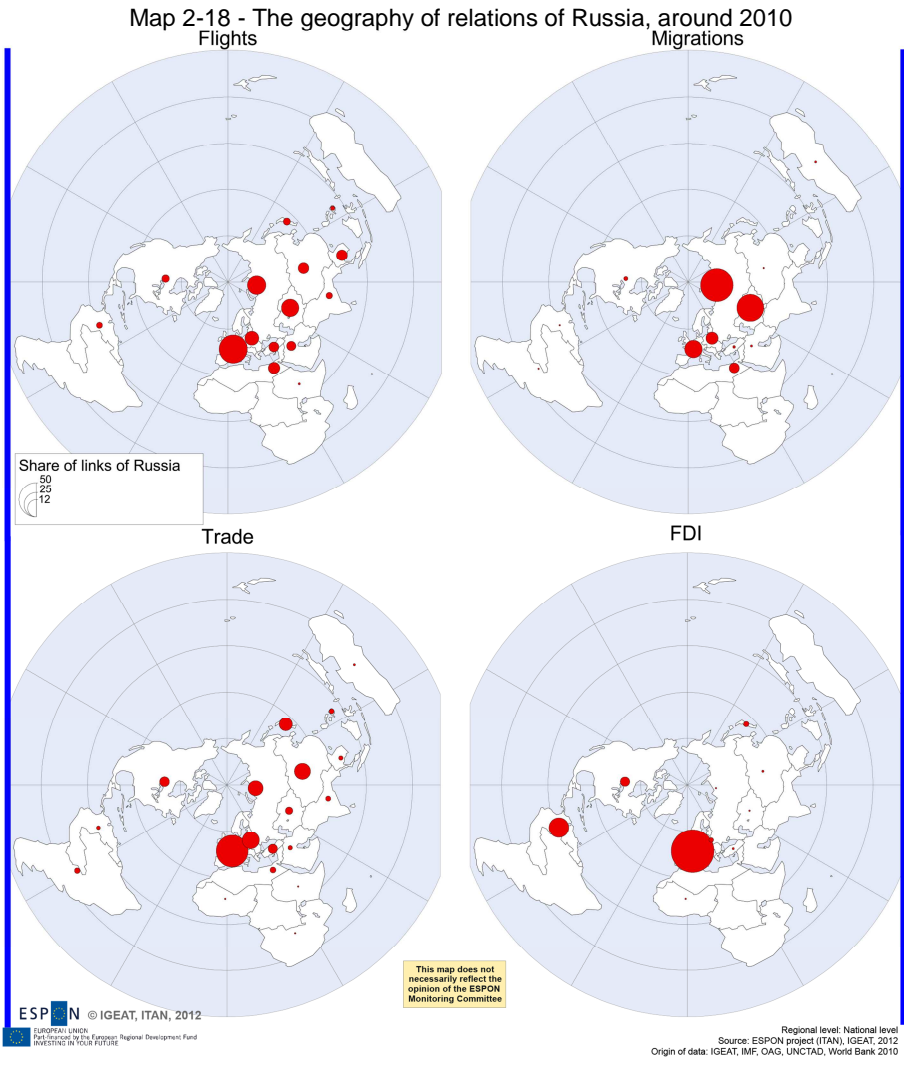 Map 2-18 - The geography of relations of Russia, around 2010
Flights
Migrations
Share of links of Russia
50
25
12
Trade
FDI
This map does not
necessarily reflect the
opinion of the ESPON
Monitoring Committee
ESPON © IGEAT, ITAN, 2012
EUROPEAN UNION
Part-financed by the European Regional Development Fund
INVESTING IN YOUR FUTURE
Regional level: National level
Source: ESPON project (ITAN), IGEAT, 2012
Origin of data: IGEAT, IMF, OAG, UNCTAD, World Bank 2010